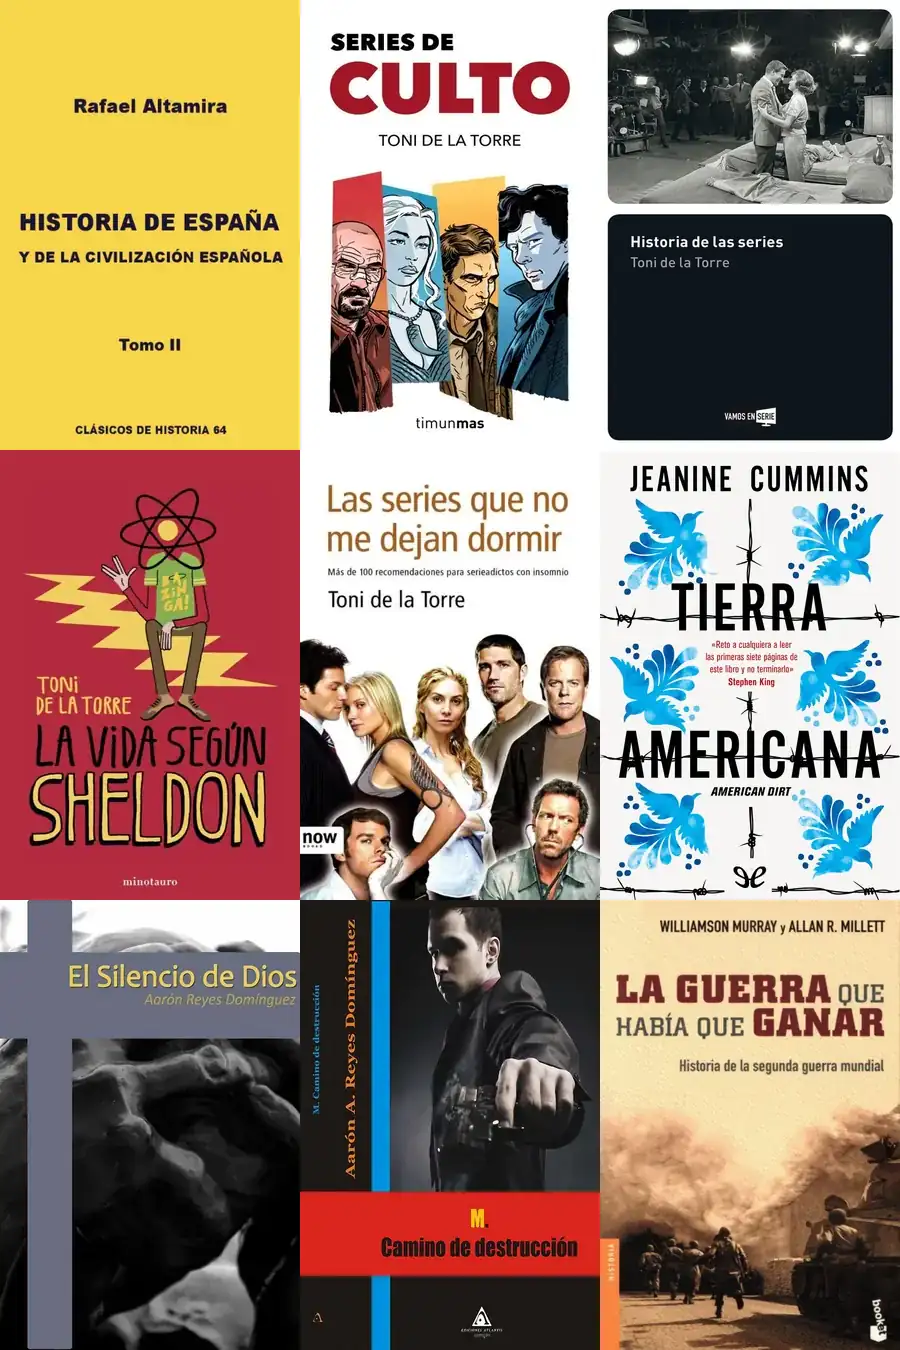 Rafael Altamira
HISTORIA DE ESPAÑA
Y DE LA CIVILIZACIÓN ESPAÑOLA
Tomo II
CLÁSICOS DE HISTORIA 64
SERIES DE
CULTO
TONI DE LA TORRE
timunmas
Historia de las series
Toni de la Torre
VAMOS EN SERIE
BAZINGA!
TONI
DE LA TORRE
LA VIDA SEGÚN
SHELDON
minotauro
Las series que no
me dejan dormir
Más de 100 recomendaciones para serieadictos con insomnio
Toni de la Torre
now
BOOKS
JEANINE CUMMINS
TIERRA
«Reto a cualquiera a leer
las primeras siete páginas de
este libro y no terminarlo»
Stephen King
AMERICANA
AMERICAN DIRT
El Silencio de Dios
Aarón Reyes Domínguez
M. Camino de destrucción
Aarón A. Reyes Domínguez
M.
Camino de destrucción
WILLIAMSON MURRAY y ALLAN R. MILLETT
LA GUERRA QUE
HABÍA QUE GANAR
Historia de la segunda guerra mundial
HISTORIA
booket